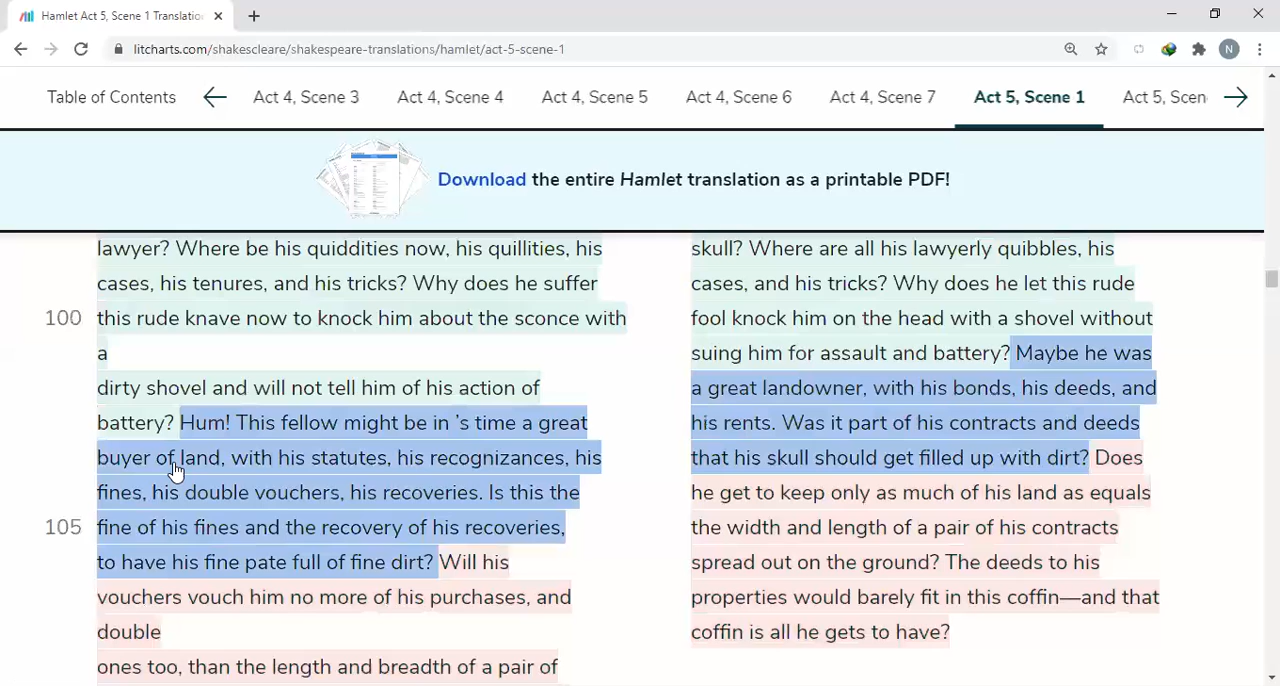 Hamlet Act 5, Scene 1 Translatio
litcharts.com/shakescleare/shakespeare-translations/hamlet/act-5-scene-1
N
Table of Contents
Act 4, Scene 3
Act 4, Scene 4
Act 4, Scene 5
Act 4, Scene 6
Act 4, Scene 7
Act 5, Scene 1
Act 5, Scen
Download the entire Hamlet translation as a printable PDF!
lawyer? Where be his quiddities now, his quillities, his
cases, his tenures, and his tricks? Why does he suffer
100 this rude knave now to knock him about the sconce with
a
dirty shovel and will not tell him of his action of
battery? Hum! This fellow might be in ’s time a great
buyer of land, with his statutes, his recognizances, his
fines, his double vouchers, his recoveries. Is this the
105 fine of his fines and the recovery of his recoveries,
to have his fine pate full of fine dirt? Will his
vouchers vouch him no more of his purchases, and
double
ones too, than the length and breadth of a pair of
skull? Where are all his lawyerly quibbles, his
cases, and his tricks? Why does he let this rude
fool knock him on the head with a shovel without
suing him for assault and battery? Maybe he was
a great landowner, with his bonds, his deeds, and
his rents. Was it part of his contracts and deeds
that his skull should get filled up with dirt? Does
he get to keep only as much of his land as equals
the width and length of a pair of his contracts
spread out on the ground? The deeds to his
properties would barely fit in this coffin—and that
coffin is all he gets to have?